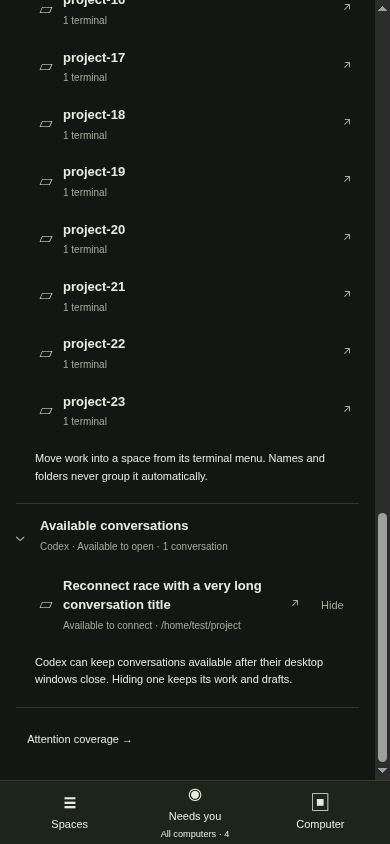 project-16
1 terminal
project-17
1 terminal
project-18
1 terminal
project-19
1 terminal
project-20
1 terminal
project-21
1 terminal
project-22
1 terminal
project-23
1 terminal
Move work into a space from its terminal menu. Names and
folders never group it automatically.
Available conversations
Codex · Available to open · 1 conversation
Reconnect race with a very long
conversation title
Hide
Available to connect · /home/test/project
Codex can keep conversations available after their desktop
windows close. Hiding one keeps its work and drafts.
Attention coverage →
Spaces
Needs you
All computers · 4
Computer